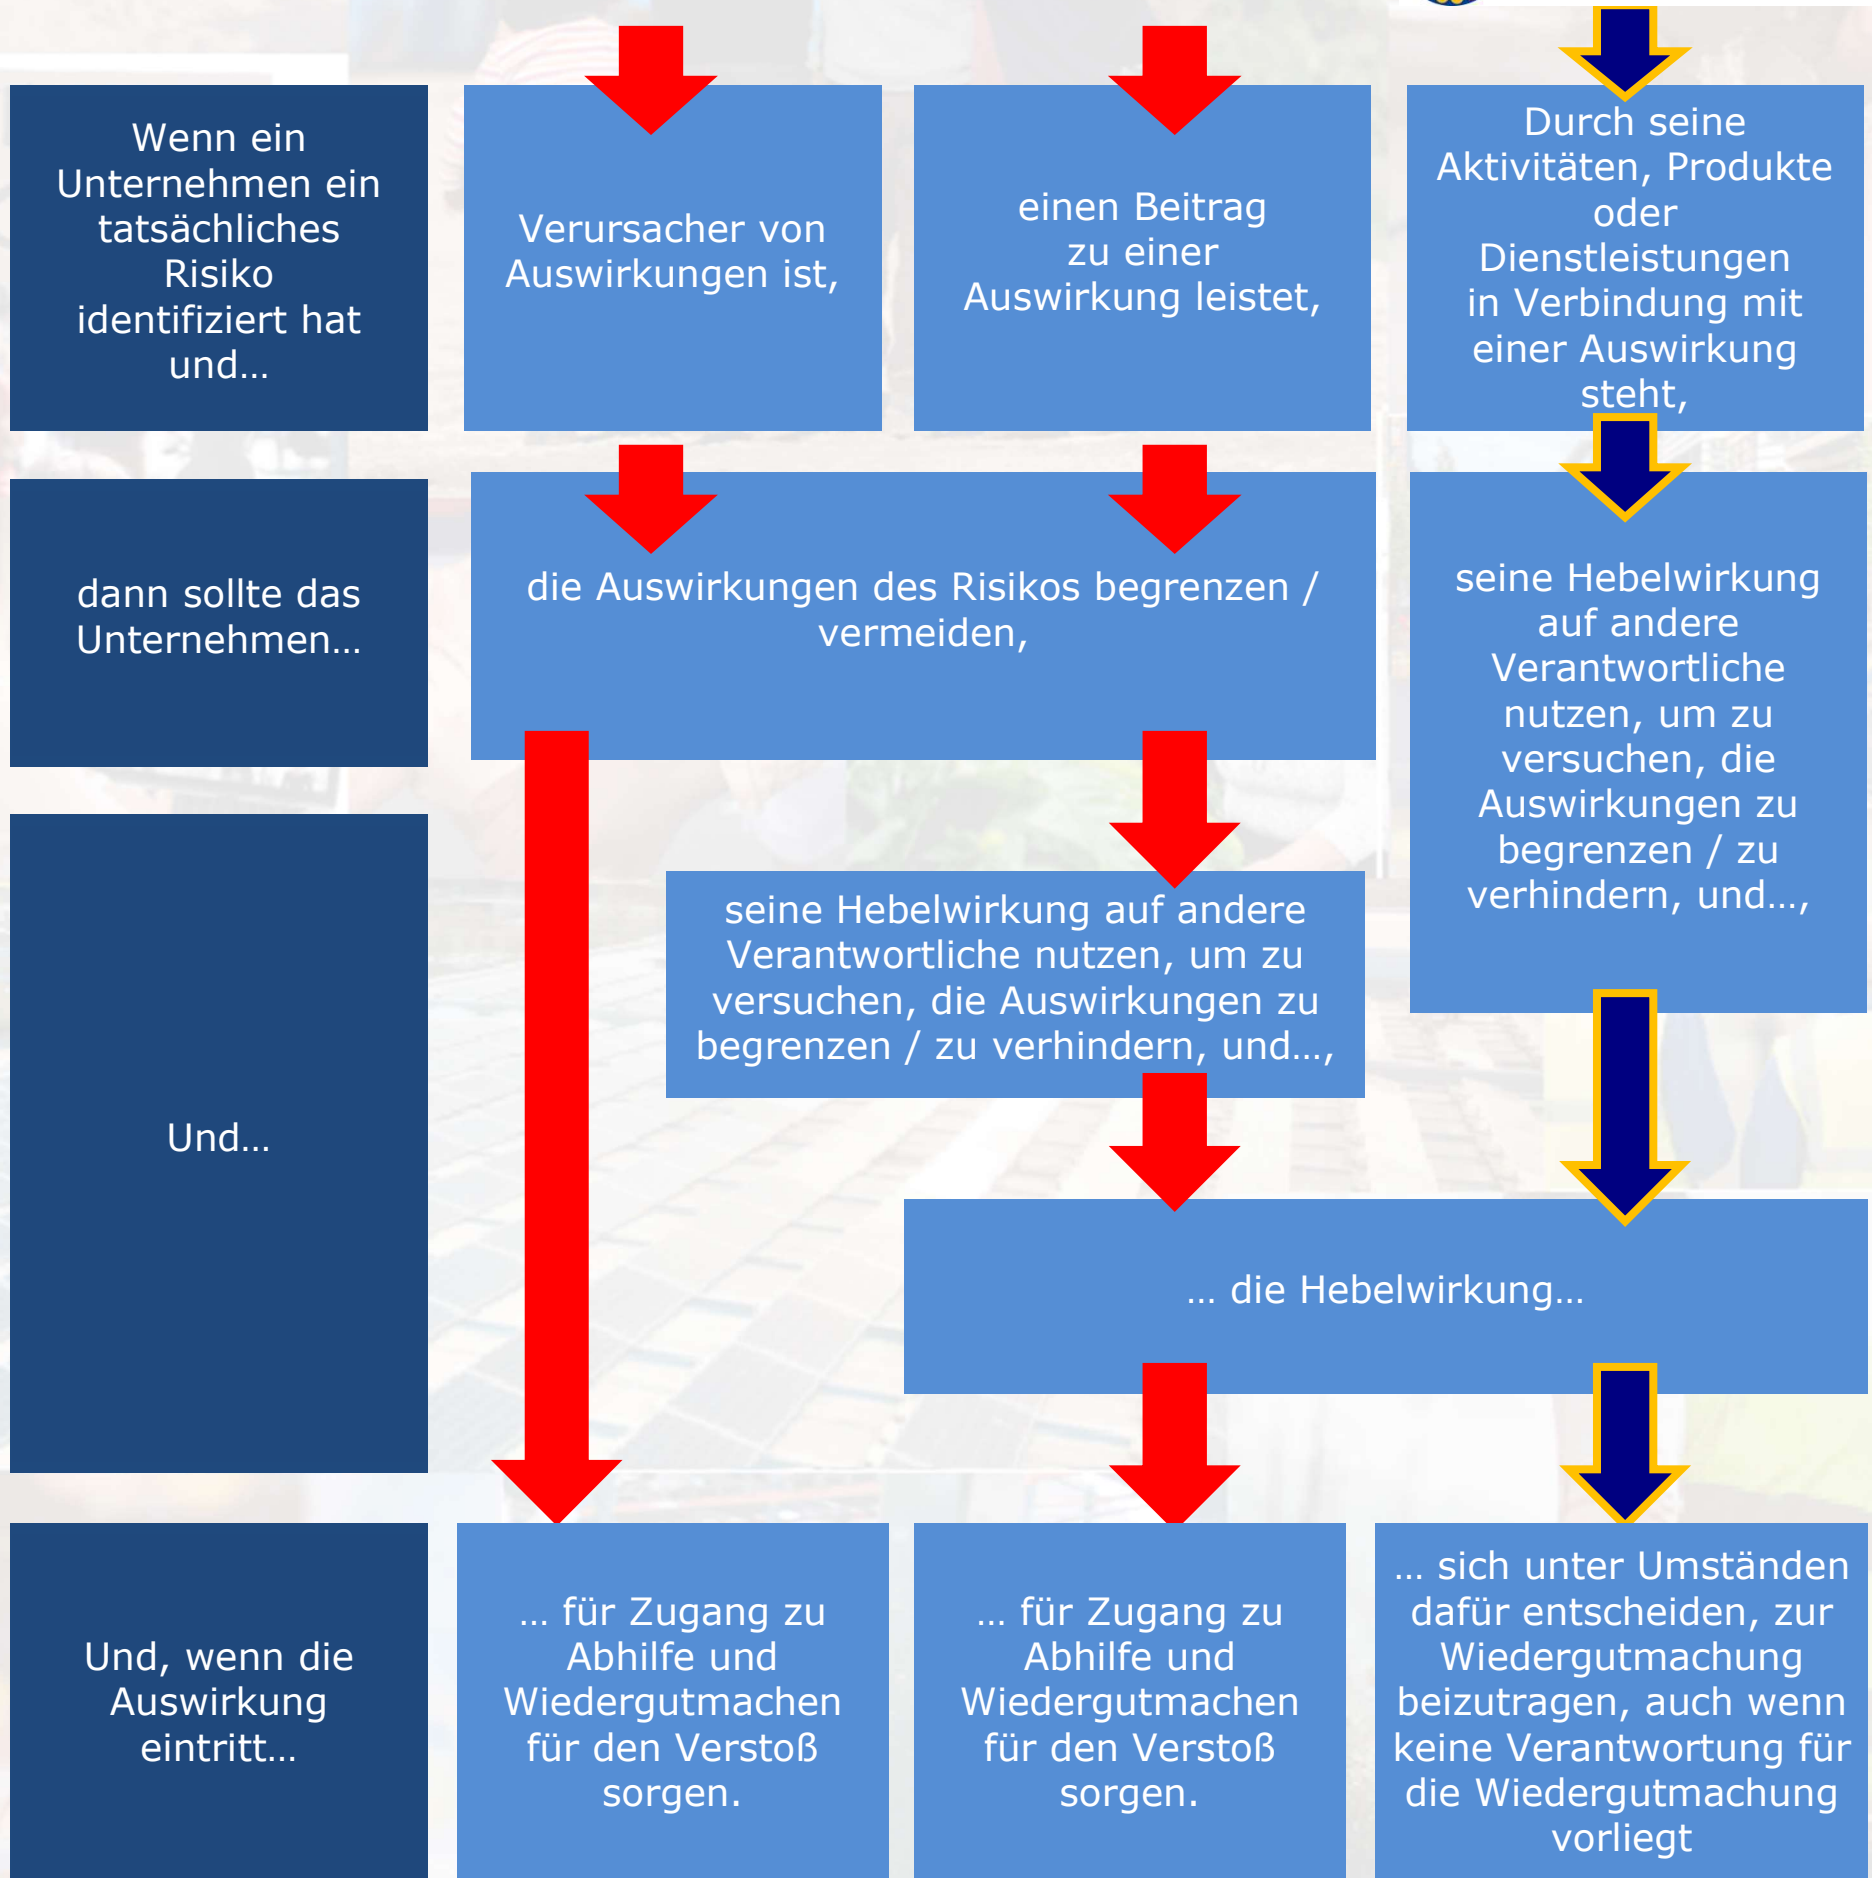 Wenn ein
Unternehmen ein
tatsächliches
Risiko
identifiziert hat
und…
Verursacher von
Auswirkungen ist,
einen Beitrag
zu einer
Auswirkung leistet,
Durch seine
Aktivitäten, Produkte
oder
Dienstleistungen
in Verbindung mit
einer Auswirkung
steht,
dann sollte das
Unternehmen…
die Auswirkungen des Risikos begrenzen /
vermeiden,
seine Hebelwirkung
auf andere
Verantwortliche
nutzen, um zu
versuchen, die
Auswirkungen zu
begrenzen / zu
verhindern, und…,
Und…
seine Hebelwirkung auf andere
Verantwortliche nutzen, um zu
versuchen, die Auswirkungen zu
begrenzen / zu verhindern, und…,
… die Hebelwirkung…
Und, wenn die
Auswirkung
eintritt…
… für Zugang zu
Abhilfe und
Wiedergutmachen
für den Verstoß
sorgen.
… für Zugang zu
Abhilfe und
Wiedergutmachen
für den Verstoß
sorgen.
… sich unter Umständen
dafür entscheiden, zur
Wiedergutmachung
beizutragen, auch wenn
keine Verantwortung für
die Wiedergutmachung
vorliegt